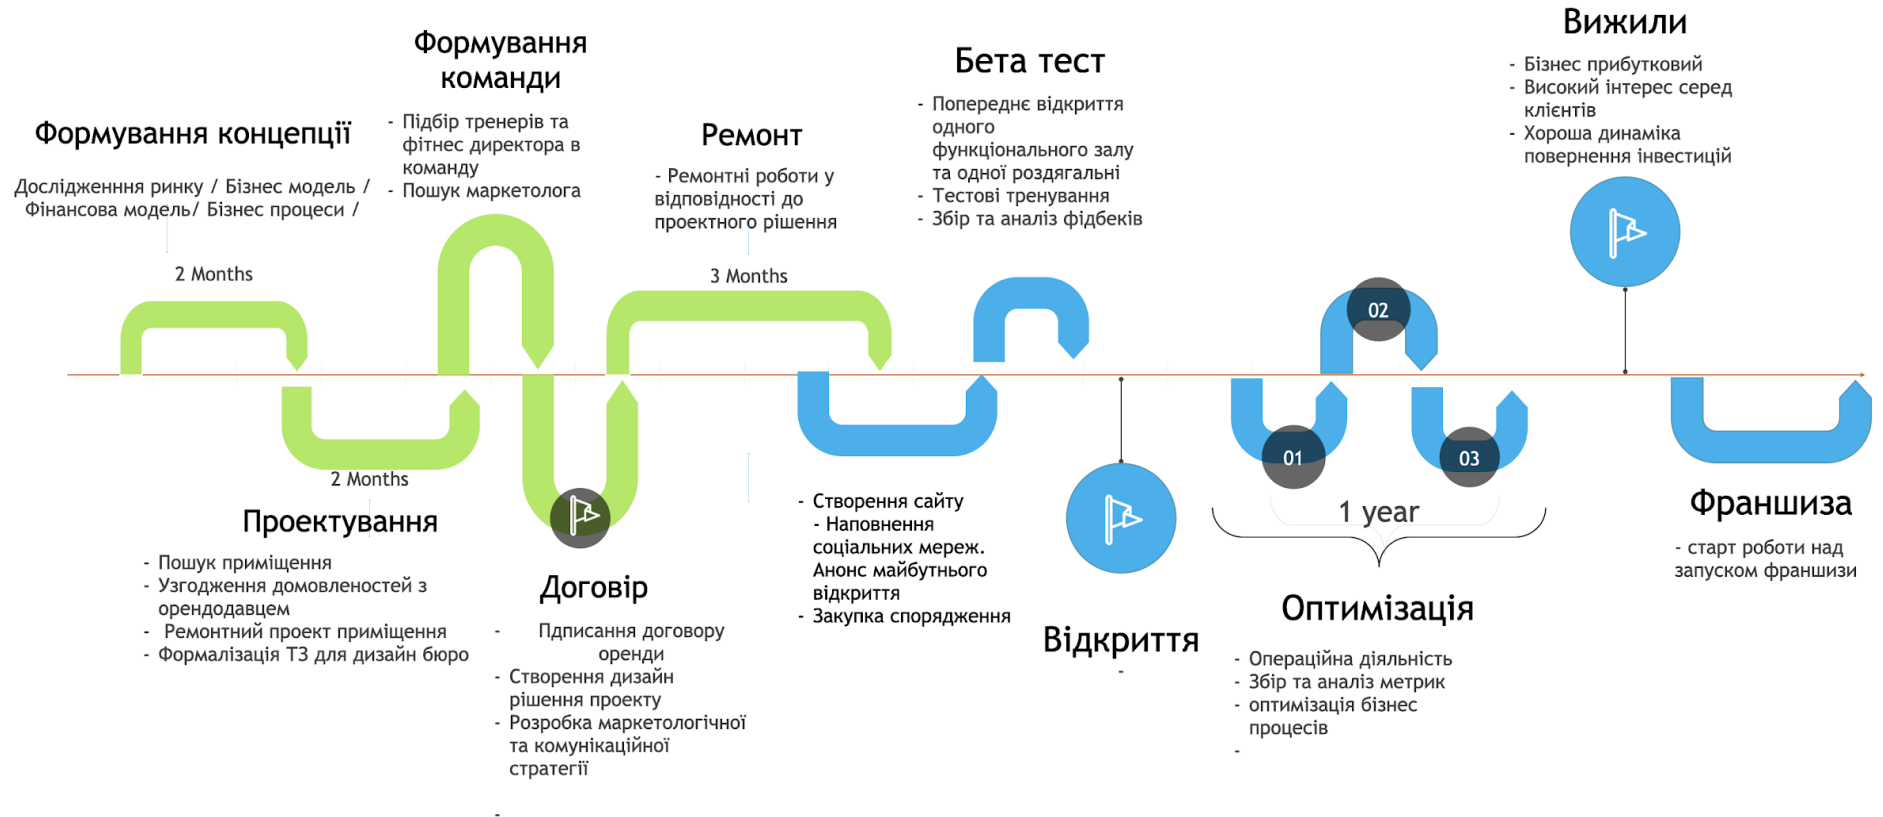 Формування концепції
Дослідженння ринку / Бізнес модель /
Фінансова модель/ Бізнес процеси /
2 Months
Проектування
2 Months
- Пошук приміщення
- Узгодження домовленостей з
орендодавцем
- Ремонтний проект приміщення
- Формалізація ТЗ для дизайн бюро
Формування
команди
- Підбір тренерів та
фітнес директора в
команду
- Пошук маркетолога
Договір
- Пдписання договору
оренди
- Створення дизайн
рішення проекту
- Розробка маркетологічної
та комунікаційної
стратегії
-
Ремонт
- Ремонтні роботи у
відповідності до
проектного рішення
3 Months
- Створення сайту
- Наповнення
соціальних мереж.
Анонс майбутнього
відкриття
- Закупка спорядження
Бета тест
- Попереднє відкриття
одного
функціонального залу
та одної роздягальні
- Тестові тренування
- Збір та аналіз фідбеків
Відкриття
-
01
02
03
1 year
Оптимізація
- Операційна діяльність
- Збір та аналіз метрик
- оптимізація бізнес
процесів
-
Вижили
- Бізнес прибутковий
- Високий інтерес серед
клієнтів
- Хороша динаміка
повернення інвестицій
Франшиза
- старт роботи над
запуском франшизи